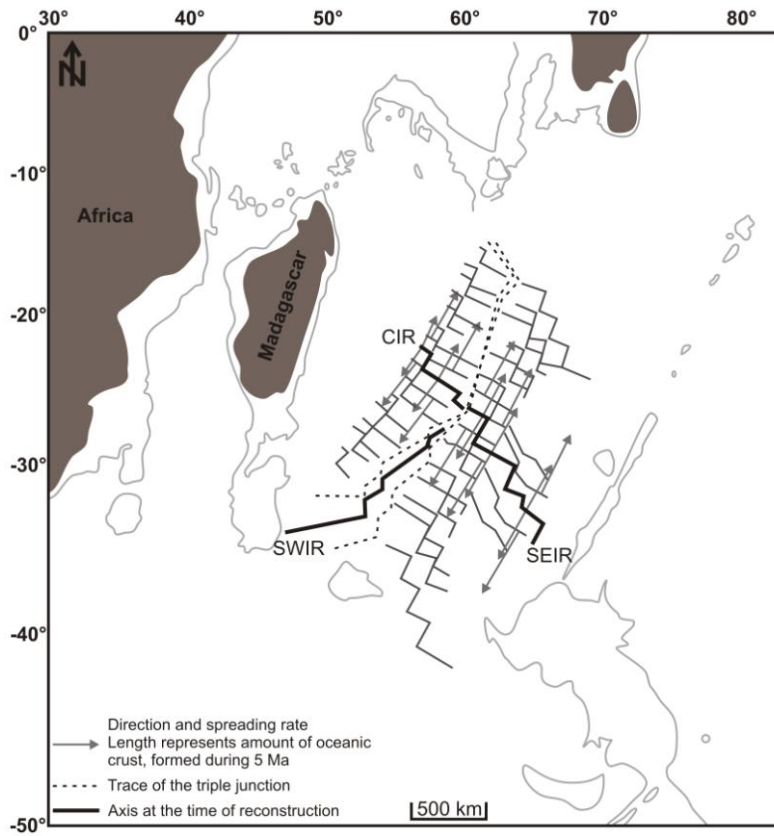 30° 40° 50° 60° 70° 80°
0°
N
-10°
Africa
Madagascar
-20°
CIR
-30°
SWIR
SEIR
-40°
Direction and spreading rate
Length represents amount of oceanic
crust, formed during 5 Ma
Trace of the triple junction
Axis at the time of reconstruction
500 km
-50°